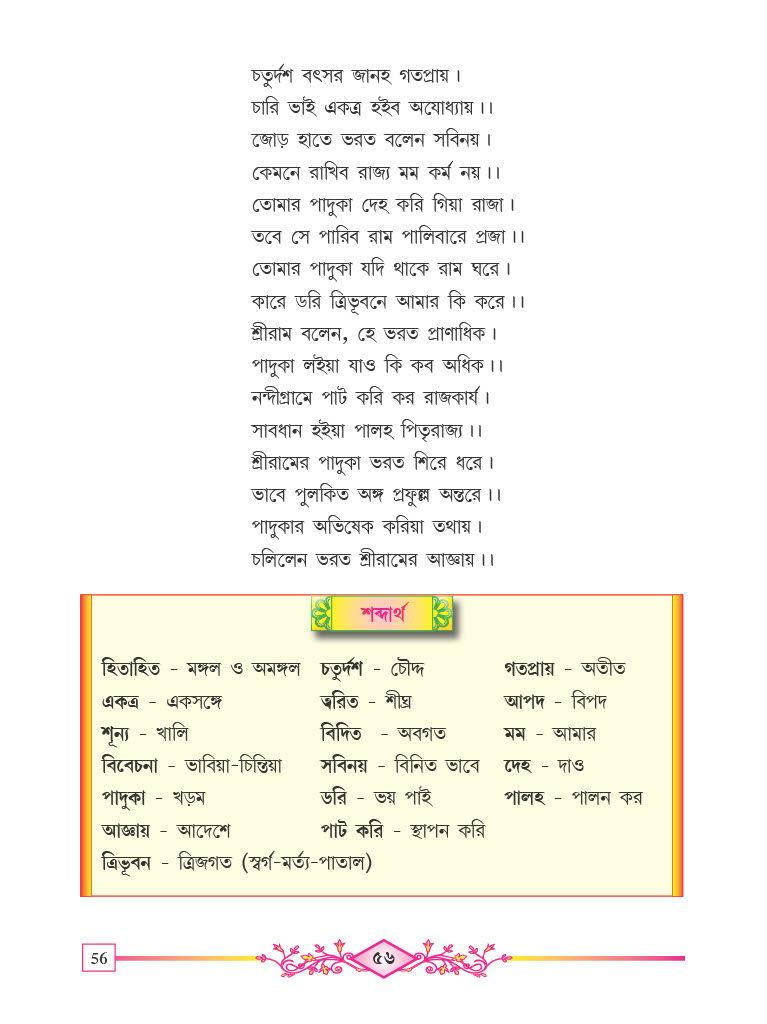 চতুর্দশ বৎসর জানহ গতপ্রায়।
চারি ভাই একত্র হইব অযোধ্যায়।।
জোড় হাতে ভরত বলেন সবিনয়।
কেমনে রাখিব রাজ্য মম কর্ম নয়।।
তোমার পাদুকা দেহ করি গিয়া রাজা।
তবে সে পারিব রাম পালিবারে প্রজা।।
তোমার পাদুকা যদি থাকে রাম ঘরে।
কারে ডরি ত্রিভূবনে আমার কি করে।।
শ্রীরাম বলেন, হে ভরত প্রাণাধিক।
পাদুকা লইয়া যাও কি কব অধিক।।
নন্দীগ্রামে পাট করি কর রাজকার্য।
সাবধান হইয়া পালহ পিতৃরাজ্য।।
শ্রীরামের পাদুকা ভরত শিরে ধরে।
ভাবে পুলকিত অঙ্গ প্রফুল্ল অন্তরে।।
পাদুকার অভিষেক করিয়া তথায়।
চলিলেন ভরত শ্রীরামের আজ্ঞায়।।
শব্দার্থ
হিতাহিত - মঙ্গল ও অমঙ্গল চতুর্দশ - চৌদ্দ গতপ্রায় - অতীত
একত্র - একসঙ্গে ত্বরিত - শীঘ্র আপদ - বিপদ
শূন্য - খালি বিদিত - অবগত মম - আমার
বিবেচনা - ভাবিয়া-চিন্তিয়া সবিনয় - বিনিত ভাবে দেহ - দাও
পাদুকা - খড়ম ডরি - ভয় পাই পালহ - পালন কর
আজ্ঞায় - আদেশে পাট করি - স্থাপন করি
ত্রিভূবন - ত্রিজগত (স্বর্গ-মর্ত্য-পাতাল)
56 ৫৬